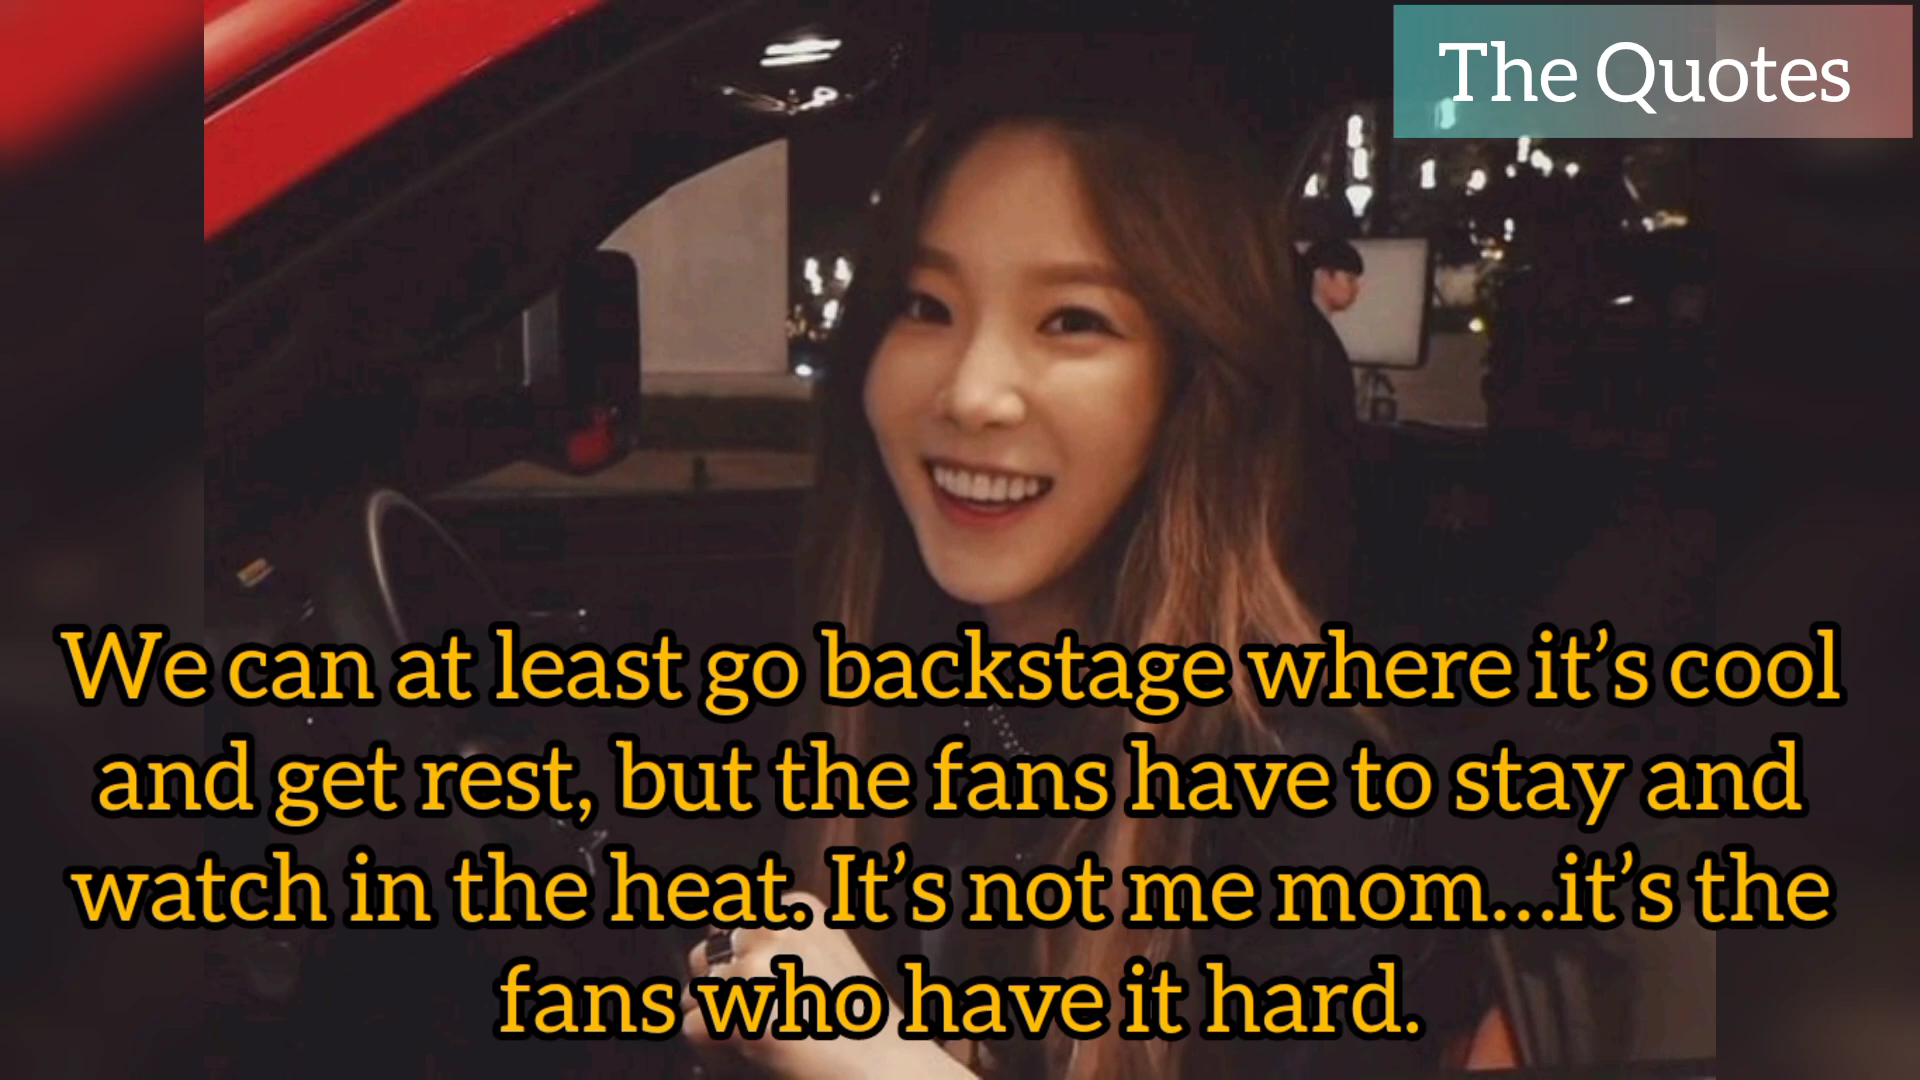 The Quotes
We can at least go backstage where it’s cool
and get rest, but the fans have to stay and
watch in the heat. It’s not me mom...it’s the
fans who have it hard.